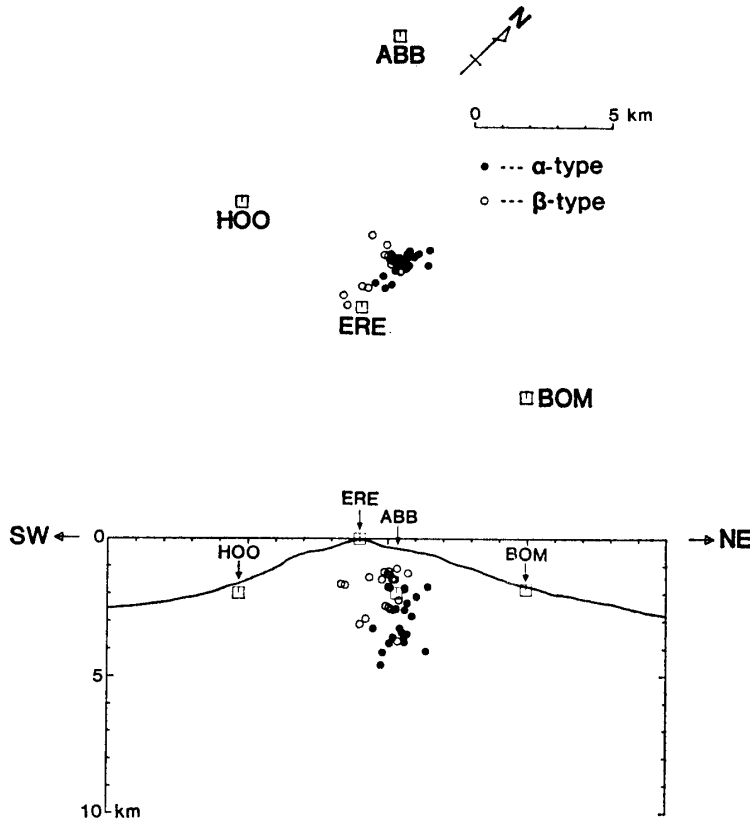 N
ABB
0 5 km
● --- α-type
○ --- β-type
HOO
ERE
BOM
ERE
ABB
SW ← 0 → NE
HOO
BOM
5
10 km